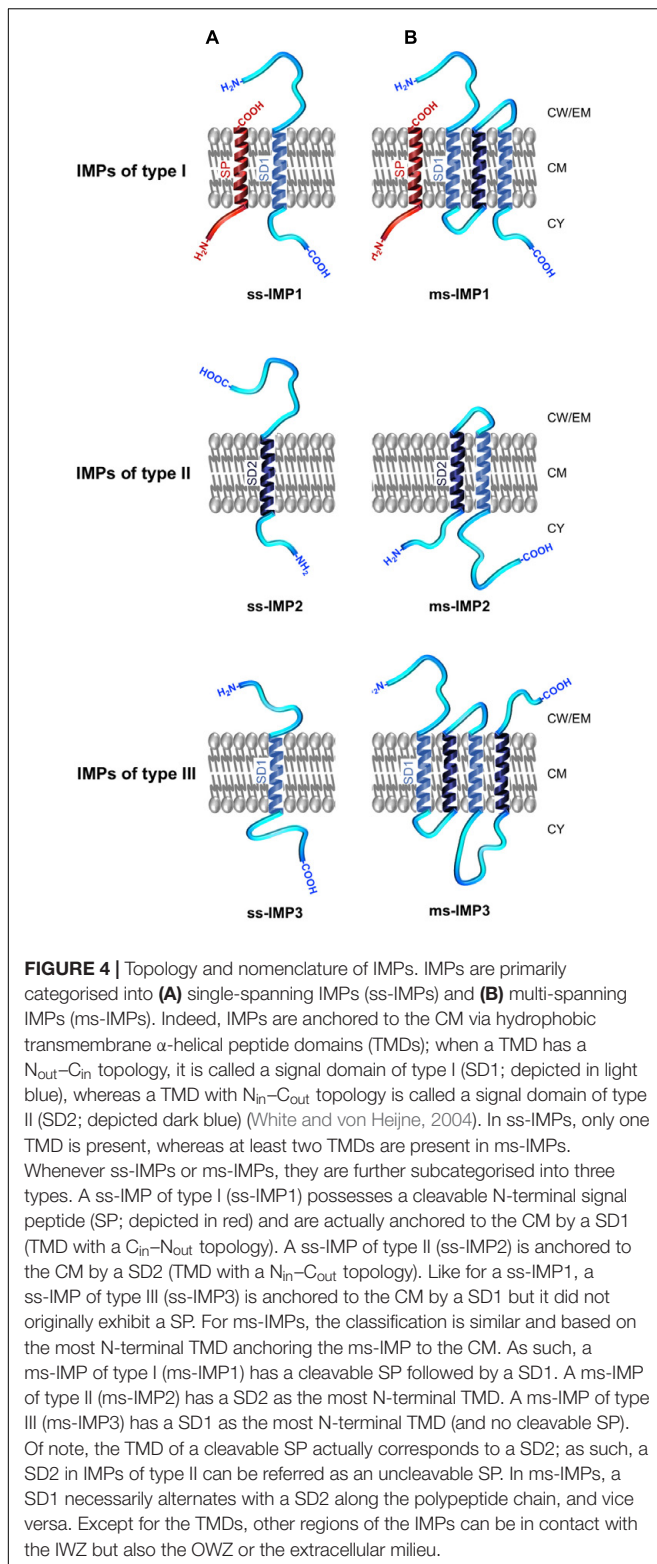 A B
H₂N- H₂N-
COOH COOH
CW/EM
SP SD1 SP SD1
IMPs of type I
CM
CY
H₂N COOH H₂N COOH
ss-IMP1 ms-IMP1
HOOC-
CW/EM
SD2 SD2
IMPs of type II
CM
CY
-NH₂ H₂N- -COOH
ss-IMP2 ms-IMP2
H₂N- ₂N- -COOH
CW/EM
SD1 SD1
IMPs of type III
CM
CY
COOH
ss-IMP3 ms-IMP3
FIGURE 4 | Topology and nomenclature of IMPs. IMPs are primarily
categorised into (A) single-spanning IMPs (ss-IMPs) and (B) multi-spanning
IMPs (ms-IMPs). Indeed, IMPs are anchored to the CM via hydrophobic
transmembrane α-helical peptide domains (TMDs); when a TMD has a
Nout–Cin topology, it is called a signal domain of type I (SD1; depicted in light
blue), whereas a TMD with Nin–Cout topology is called a signal domain of type
II (SD2; depicted dark blue) (White and von Heijne, 2004). In ss-IMPs, only one
TMD is present, whereas at least two TMDs are present in ms-IMPs.
Whenever ss-IMPs or ms-IMPs, they are further subcategorised into three
types. A ss-IMP of type I (ss-IMP1) possesses a cleavable N-terminal signal
peptide (SP; depicted in red) and are actually anchored to the CM by a SD1
(TMD with a Cin–Nout topology). A ss-IMP of type II (ss-IMP2) is anchored to
the CM by a SD2 (TMD with a Nin–Cout topology). Like for a ss-IMP1, a
ss-IMP of type III (ss-IMP3) is anchored to the CM by a SD1 but it did not
originally exhibit a SP. For ms-IMPs, the classification is similar and based on
the most N-terminal TMD anchoring the ms-IMP to the CM. As such, a
ms-IMP of type I (ms-IMP1) has a cleavable SP followed by a SD1. A ms-IMP
of type II (ms-IMP2) has a SD2 as the most N-terminal TMD. A ms-IMP of type
III (ms-IMP3) has a SD1 as the most N-terminal TMD (and no cleavable SP).
Of note, the TMD of a cleavable SP actually corresponds to a SD2; as such, a
SD2 in IMPs of type II can be referred as an uncleavable SP. In ms-IMPs, a
SD1 necessarily alternates with a SD2 along the polypeptide chain, and vice
versa. Except for the TMDs, other regions of the IMPs can be in contact with
the IWZ but also the OWZ or the extracellular milieu.